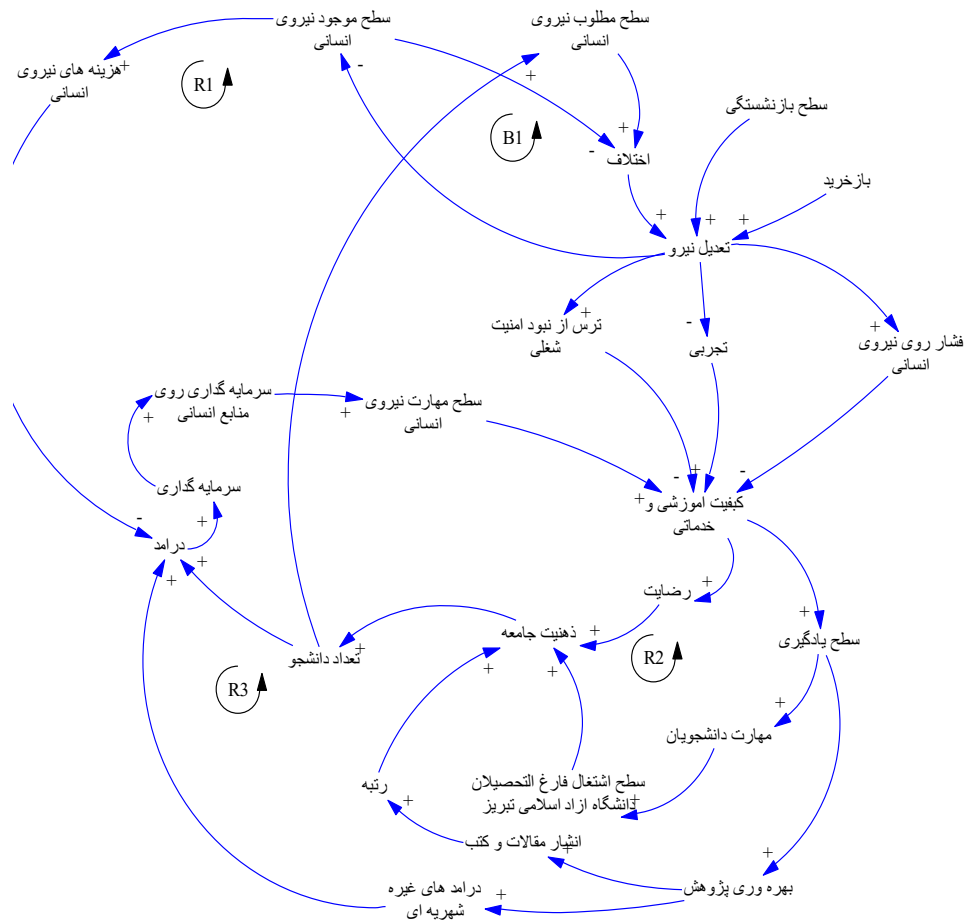 سطح موجود نیروی
انسانی
سطح مطلوب نیروی
انسانی
هزینه های نیروی
انسانی
R1
B1
سطح بازنشستگی
اختلاف
بازخرید
تعدیل نیرو
ترس از نبود امنیت
شغلی
تجربی
فشار روی نیروی
انسانی
سرمایه گذاری روی
منابع انسانی
سطح مهارت نیروی
انسانی
سرمایه گذاری
کیفیت اموزشی و
خدماتی
درامد
رضایت
ذهنیت جامعه
سطح یادگیری
تعداد دانشجو
R2
R3
مهارت دانشجویان
رتبه
سطح اشتغال فارغ التحصیلان
دانشگاه ازاد اسلامی تبریز
انشار مقالات و کتب
درامد های غیره
شهریه ای
بهره وری پژوهش